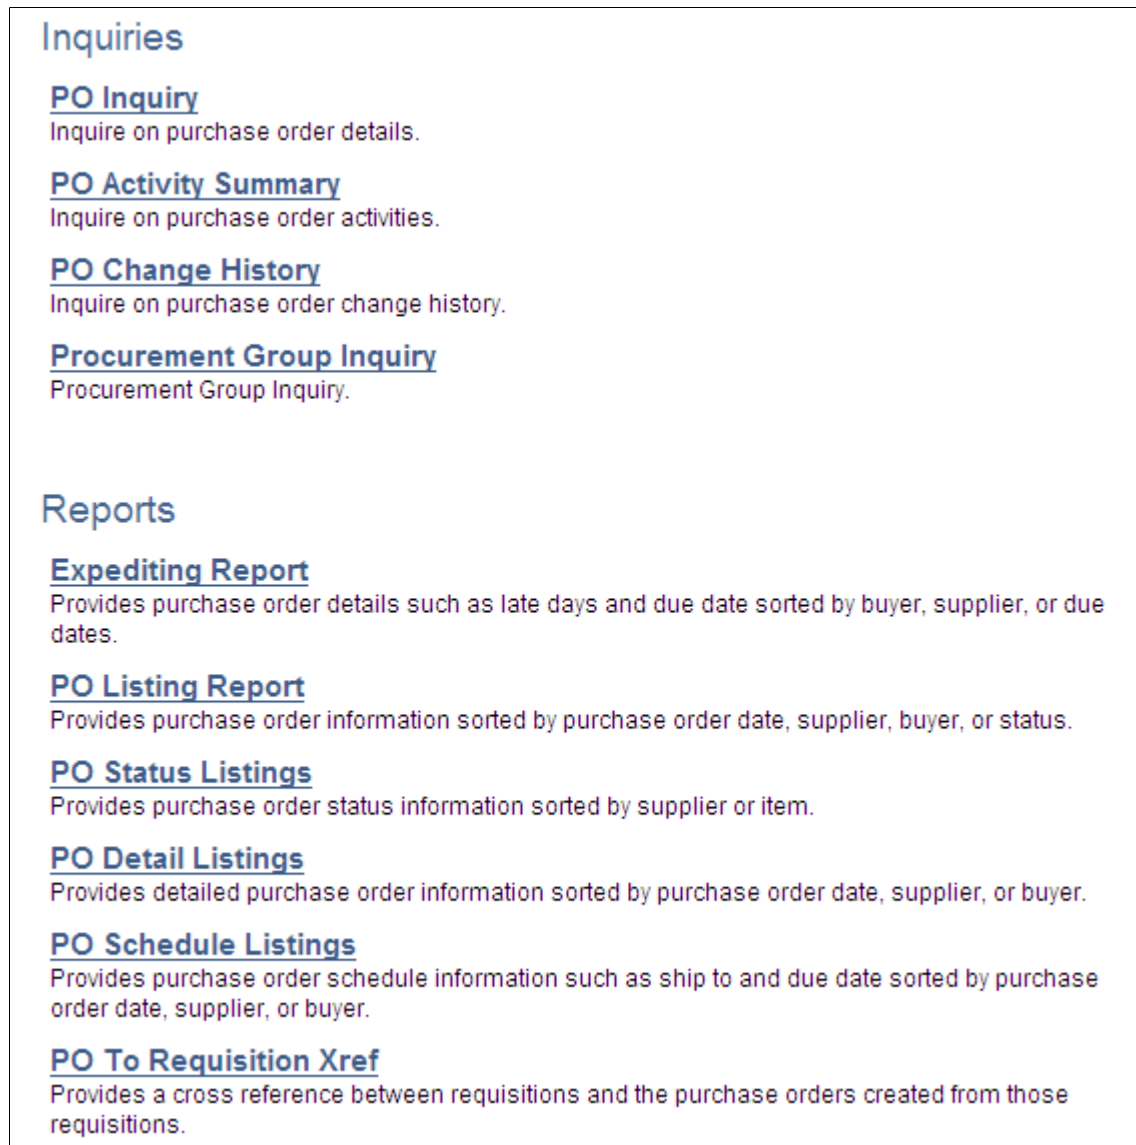 Inquiries
PO Inquiry
Inquire on purchase order details.
PO Activity Summary
Inquire on purchase order activities.
PO Change History
Inquire on purchase order change history.
Procurement Group Inquiry
Procurement Group Inquiry.
Reports
Expediting Report
Provides purchase order details such as late days and due date sorted by buyer, supplier, or due
dates.
PO Listing Report
Provides purchase order information sorted by purchase order date, supplier, buyer, or status.
PO Status Listings
Provides purchase order status information sorted by supplier or item.
PO Detail Listings
Provides detailed purchase order information sorted by purchase order date, supplier, or buyer.
PO Schedule Listings
Provides purchase order schedule information such as ship to and due date sorted by purchase
order date, supplier, or buyer.
PO To Requisition Xref
Provides a cross reference between requisitions and the purchase orders created from those
requisitions.